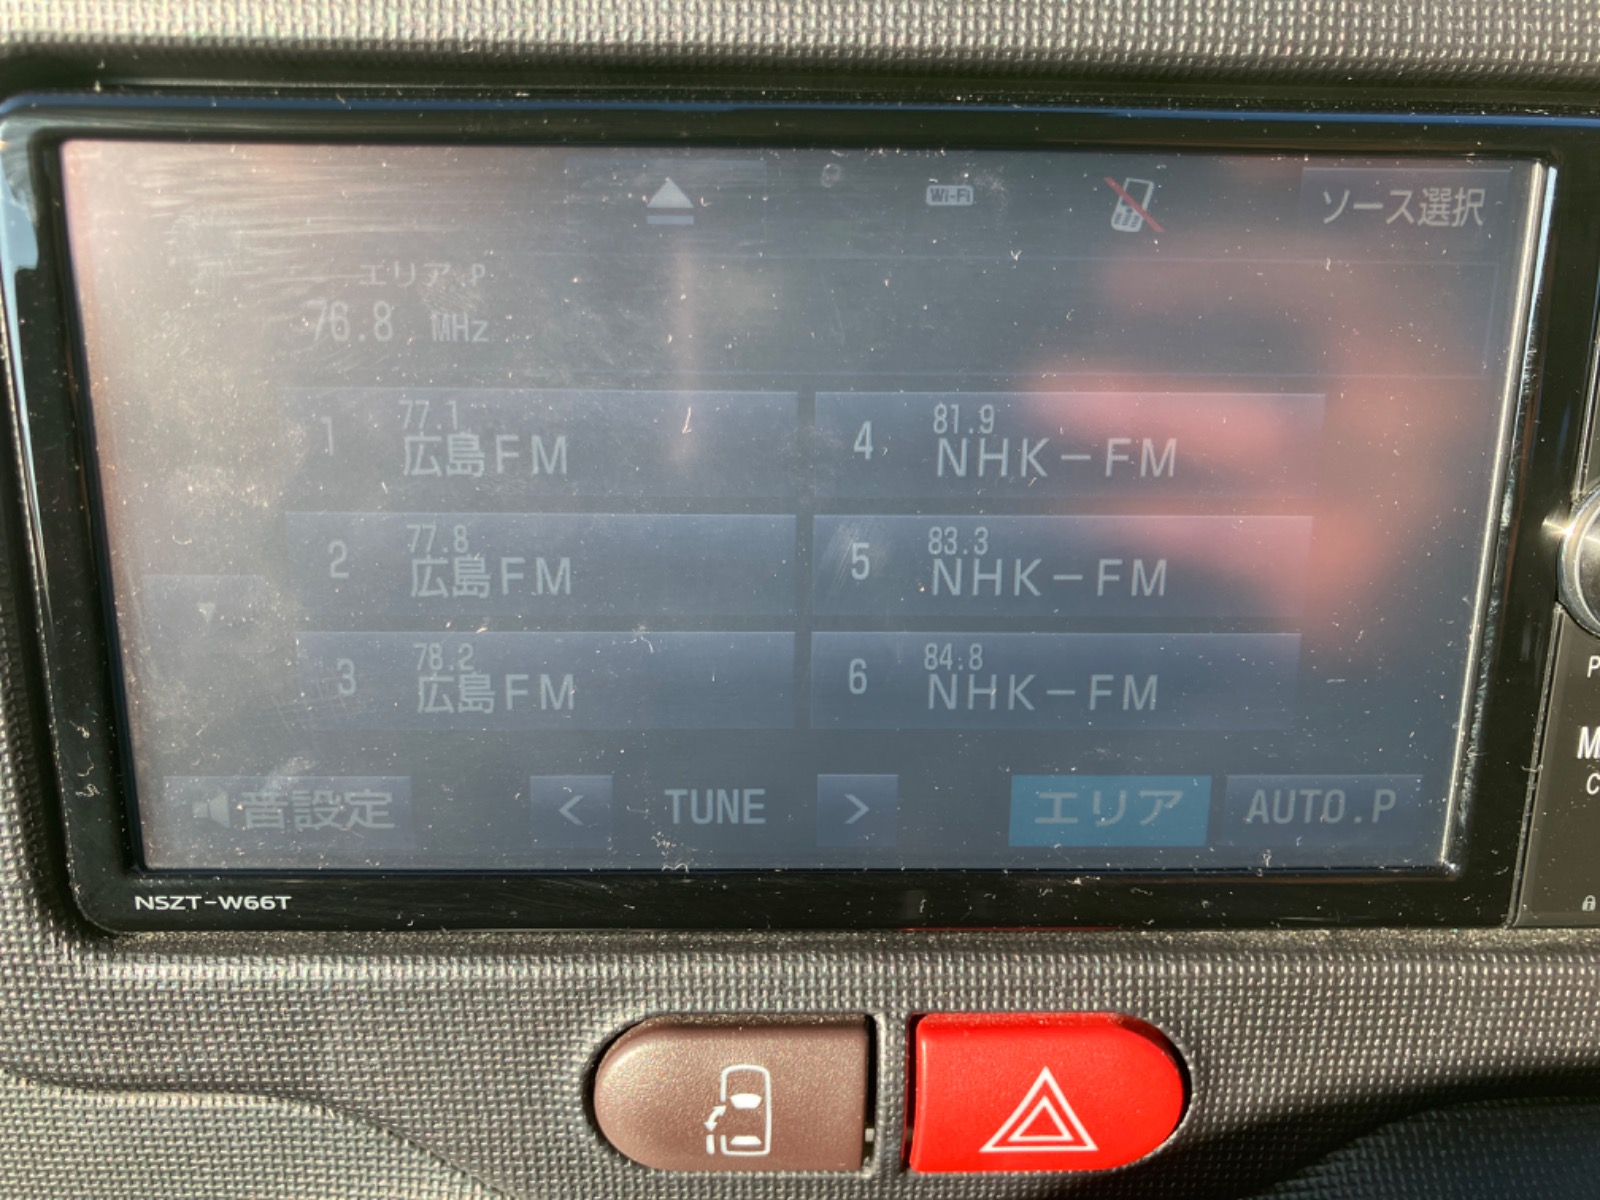 Wi-Fi
ソース選択
エリア P
76.8 MHz
1 77.1
広島FM
4 81.9
NHK-FM
2 77.8
広島FM
5 83.3
NHK-FM
3 78.2
広島FM
6 84.8
NHK-FM
音設定
< TUNE >
エリア
AUTO.P
NSZT-W66T